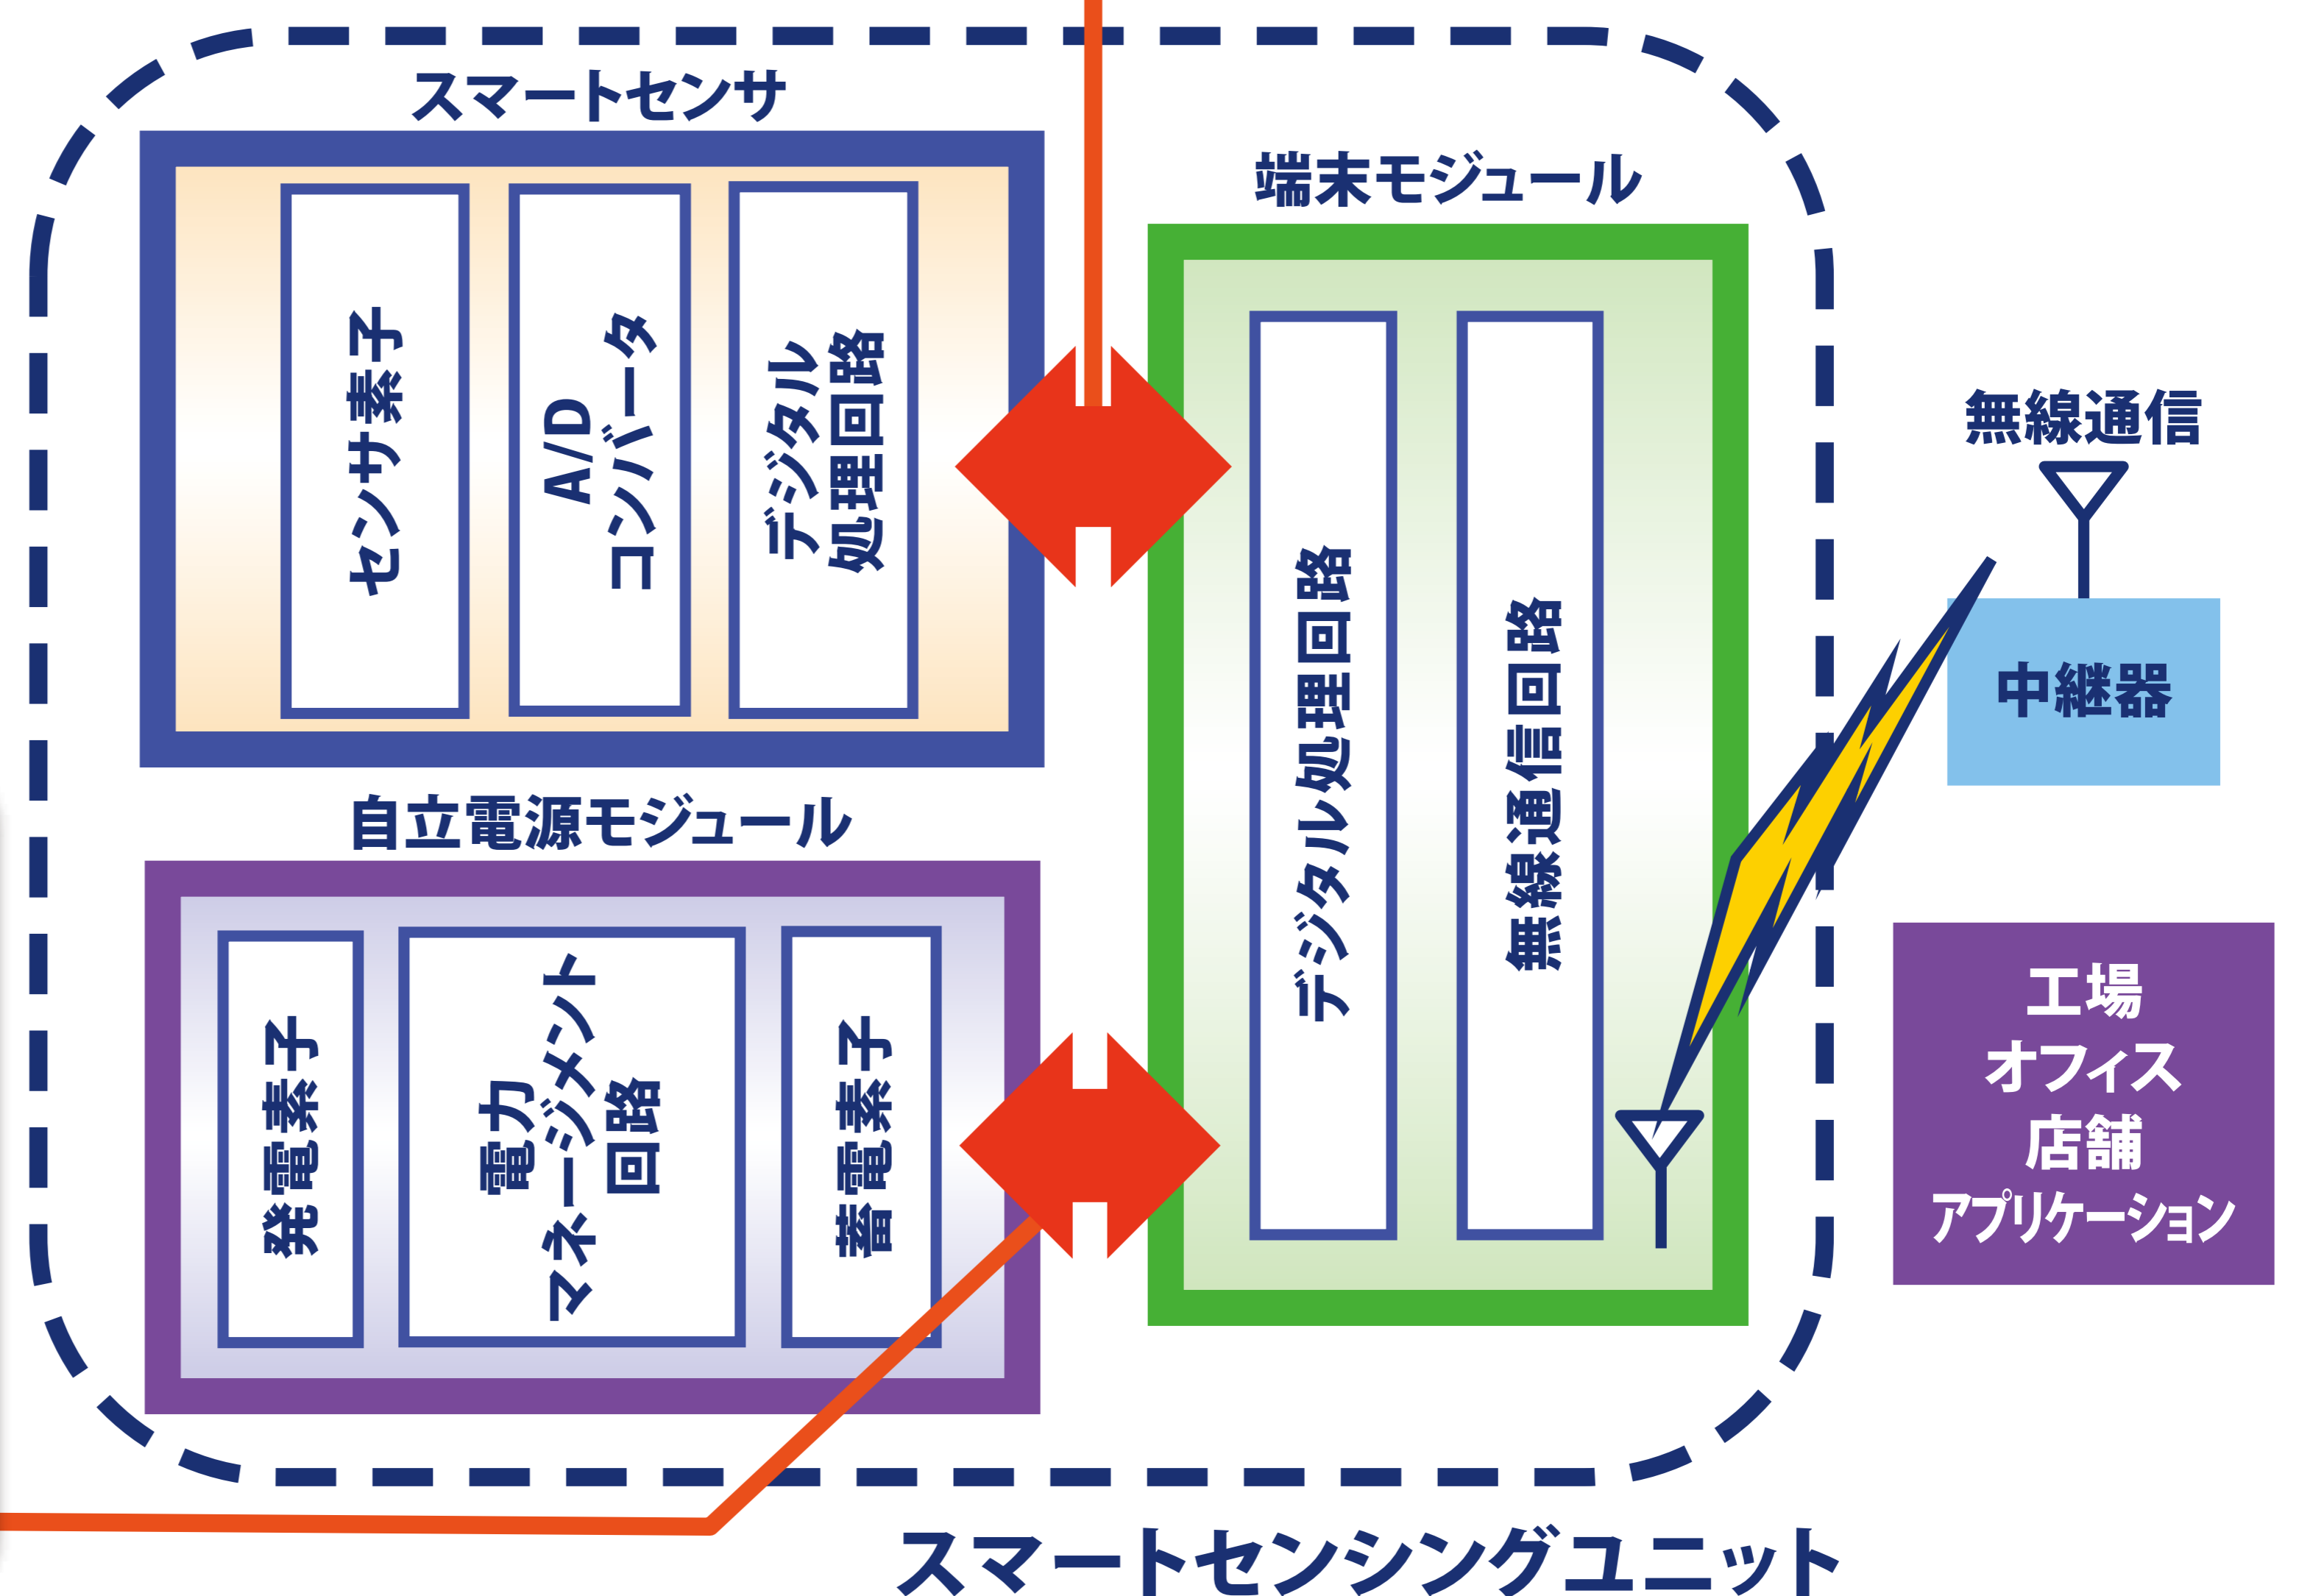 スマートセンサ
センサ素子
A/D
コンバータ
デジタル
処理回路
端末モジュール
デジタル処理回路
無線通信回路
自立電源モジュール
発電素子
電力
マネージメント
回路
蓄電素子
無線通信
中継器
工場
オフィス
店舗
アプリケーション
スマートセンシングユニット